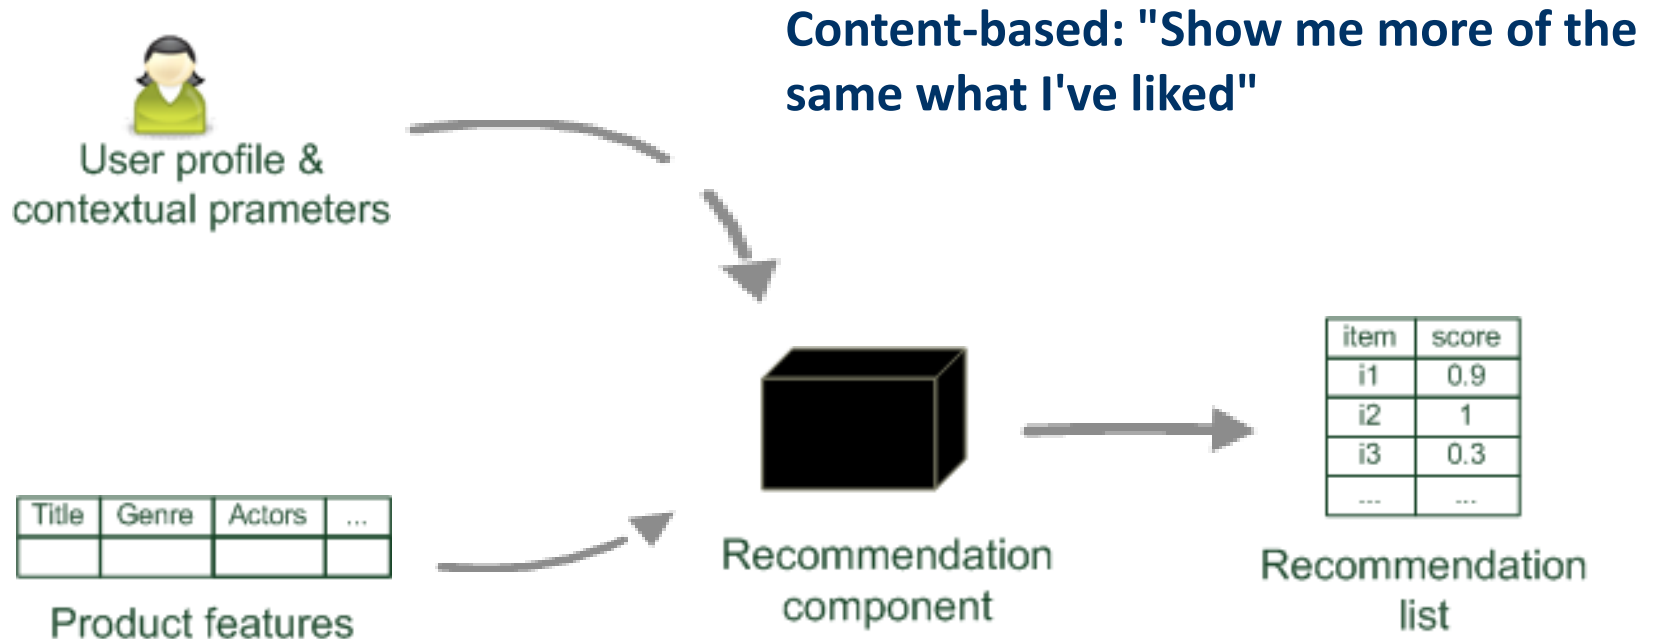 Content-based: "Show me more of the
same what I've liked"
User profile &
contextual prameters
Title Genre Actors ...
Product features
Recommendation
component
item score
i1 0.9
i2 1
i3 0.3
... ...
Recommendation
list